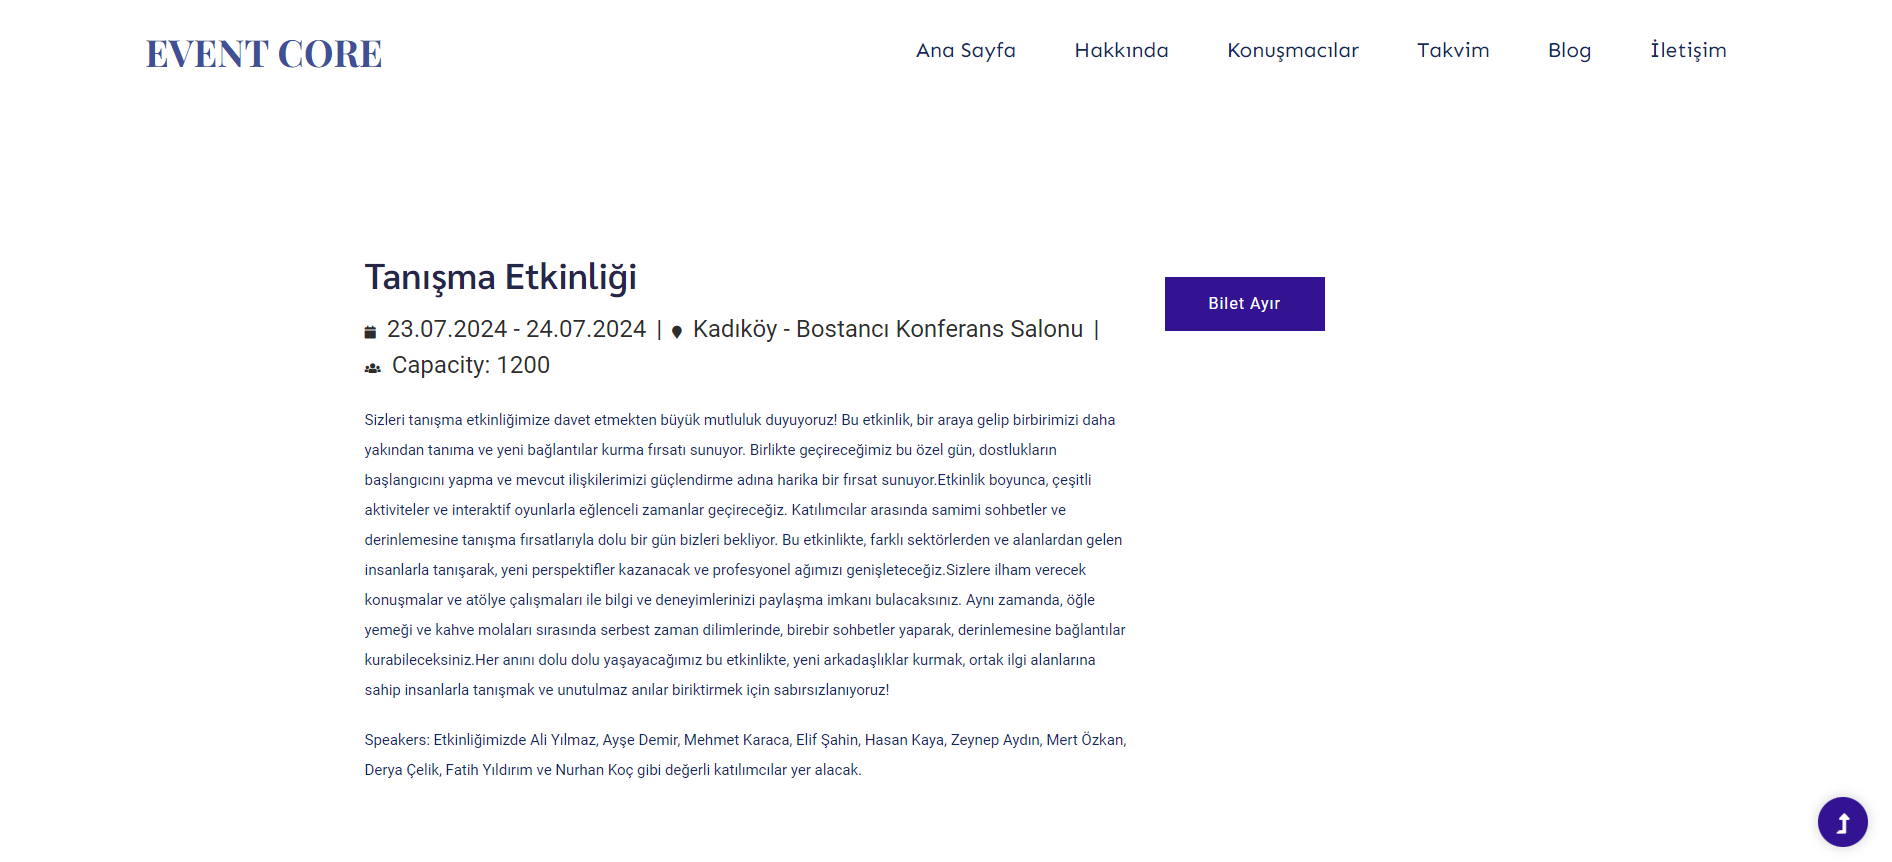 EVENT CORE
Ana Sayfa Hakkında Konuşmacılar Takvim Blog İletişim
Tanışma Etkinliği
Bilet Ayır
23.07.2024 - 24.07.2024 | Kadıköy - Bostancı Konferans Salonu |
Capacity: 1200
Sizleri tanışma etkinliğimize davet etmekten büyük mutluluk duyuyoruz! Bu etkinlik, bir araya gelip birbirimizi daha
yakından tanıma ve yeni bağlantılar kurma fırsatı sunuyor. Birlikte geçireceğimiz bu özel gün, dostlukların
başlangıcını yapma ve mevcut ilişkilerimizi güçlendirme adına harika bir fırsat sunuyor.Etkinlik boyunca, çeşitli
aktiviteler ve interaktif oyunlarla eğlenceli zamanlar geçireceğiz. Katılımcılar arasında samimi sohbetler ve
derinlemesine tanışma fırsatlarıyla dolu bir gün bizleri bekliyor. Bu etkinlikte, farklı sektörlerden ve alanlardan gelen
insanlarla tanışarak, yeni perspektifler kazanacak ve profesyonel ağımızı genişleteceğiz.Sizlere ilham verecek
konuşmalar ve atölye çalışmaları ile bilgi ve deneyimlerinizi paylaşma imkanı bulacaksınız. Aynı zamanda, öğle
yemeği ve kahve molaları sırasında serbest zaman dilimlerinde, birebir sohbetler yaparak, derinlemesine bağlantılar
kurabileceksiniz.Her anını dolu dolu yaşayacağımız bu etkinlikte, yeni arkadaşlıklar kurmak, ortak ilgi alanlarına
sahip insanlarla tanışmak ve unutulmaz anılar biriktirmek için sabırsızlanıyoruz!
Speakers: Etkinliğimizde Ali Yılmaz, Ayşe Demir, Mehmet Karaca, Elif Şahin, Hasan Kaya, Zeynep Aydın, Mert Özkan,
Derya Çelik, Fatih Yıldırım ve Nurhan Koç gibi değerli katılımcılar yer alacak.